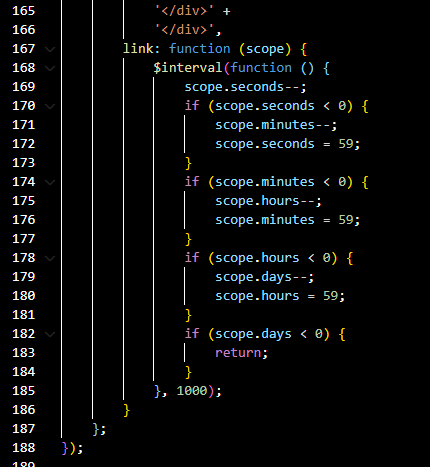 165 '</div>' +
166 '</div>',
167 link: function (scope) {
168 $interval(function () {
169 scope.seconds--;
170 if (scope.seconds < 0) {
171 scope.minutes--;
172 scope.seconds = 59;
173 }
174 if (scope.minutes < 0) {
175 scope.hours--;
176 scope.minutes = 59;
177 }
178 if (scope.hours < 0) {
179 scope.days--;
180 scope.hours = 59;
181 }
182 if (scope.days < 0) {
183 return;
184 }
185 }, 1000);
186 }
187 };
188 });
189